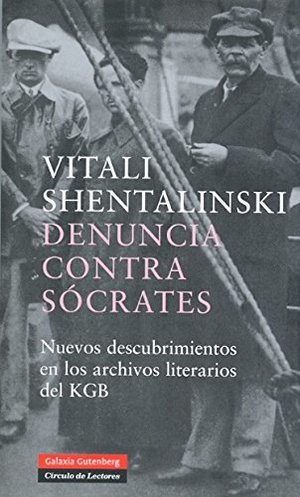 VITALI
SHENTALINSKI
DENUNCIA
CONTRA
SÓCRATES
Nuevos descubrimientos
en los archivos literarios
del KGB
Galaxia Gutenberg
Círculo de Lectores